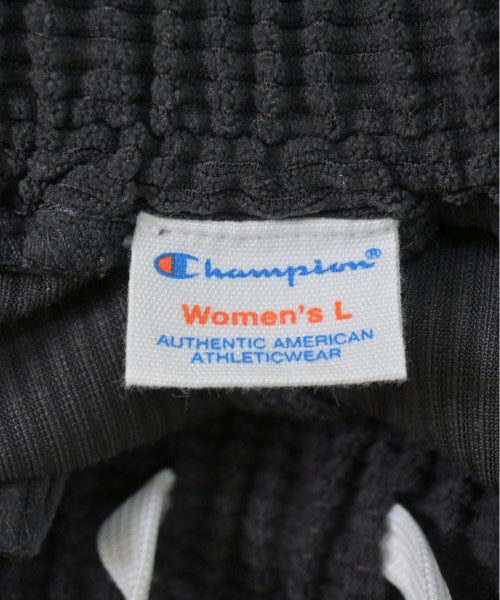 Champion®
Women's L
AUTHENTIC AMERICAN
ATHLETICWEAR